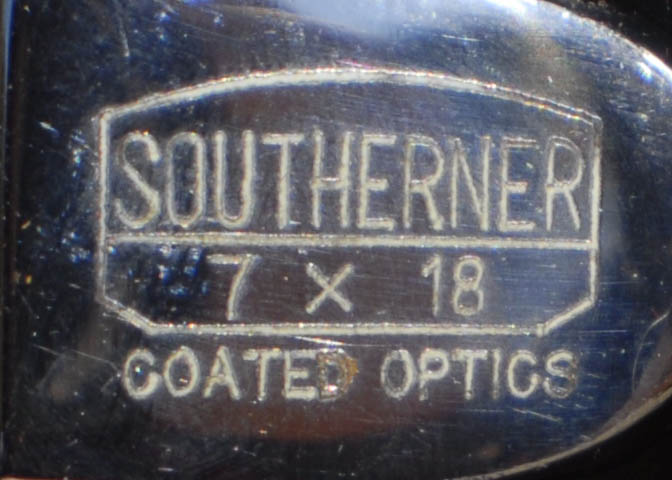 SOUTHERNER
7 x 18
COATED OPTICS